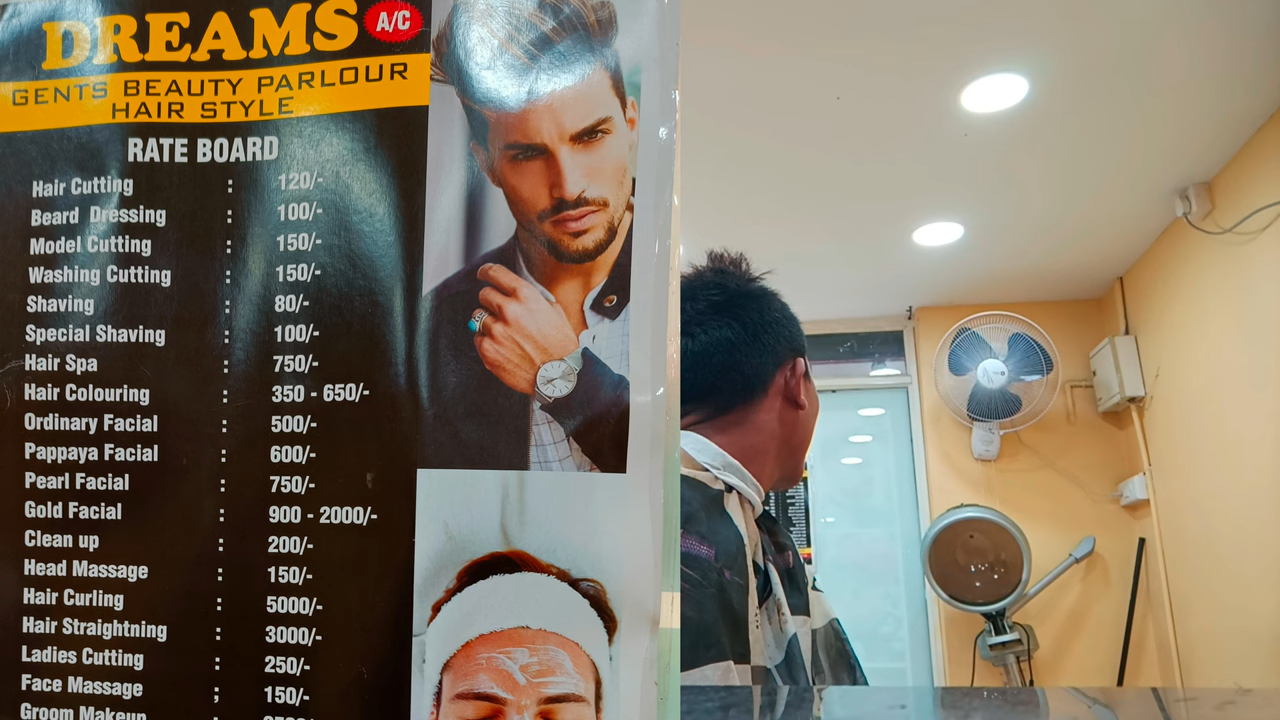 DREAMS A/C
GENTS BEAUTY PARLOUR
HAIR STYLE
RATE BOARD
Hair Cutting : 120/-
Beard Dressing : 100/-
Model Cutting : 150/-
Washing Cutting : 150/-
Shaving : 80/-
Special Shaving : 100/-
Hair Spa : 750/-
Hair Colouring : 350 - 650/-
Ordinary Facial : 500/-
Pappaya Facial : 600/-
Pearl Facial : 750/-
Gold Facial : 900 - 2000/-
Clean up : 200/-
Head Massage : 150/-
Hair Curling : 5000/-
Hair Straightning : 3000/-
Ladies Cutting : 250/-
Face Massage ; 150/-
Groom Makeup